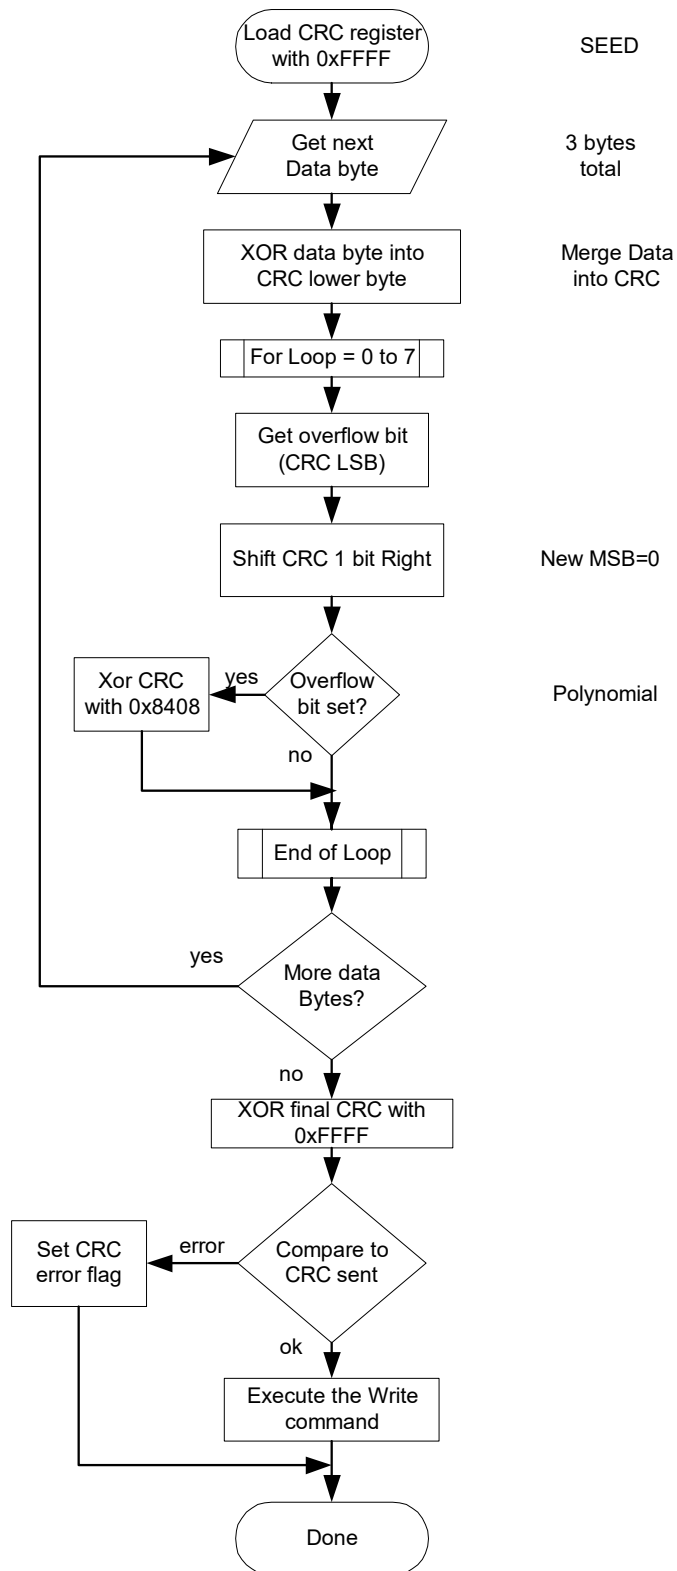 Load CRC register
with 0xFFFF
SEED
Get next
Data byte
3 bytes
total
XOR data byte into
CRC lower byte
Merge Data
into CRC
For Loop = 0 to 7
Get overflow bit
(CRC LSB)
Shift CRC 1 bit Right
New MSB=0
Xor CRC
with 0x8408
yes
Overflow
bit set?
Polynomial
no
End of Loop
yes
More data
Bytes?
no
XOR final CRC with
0xFFFF
Set CRC
error flag
error
Compare to
CRC sent
ok
Execute the Write
command
Done